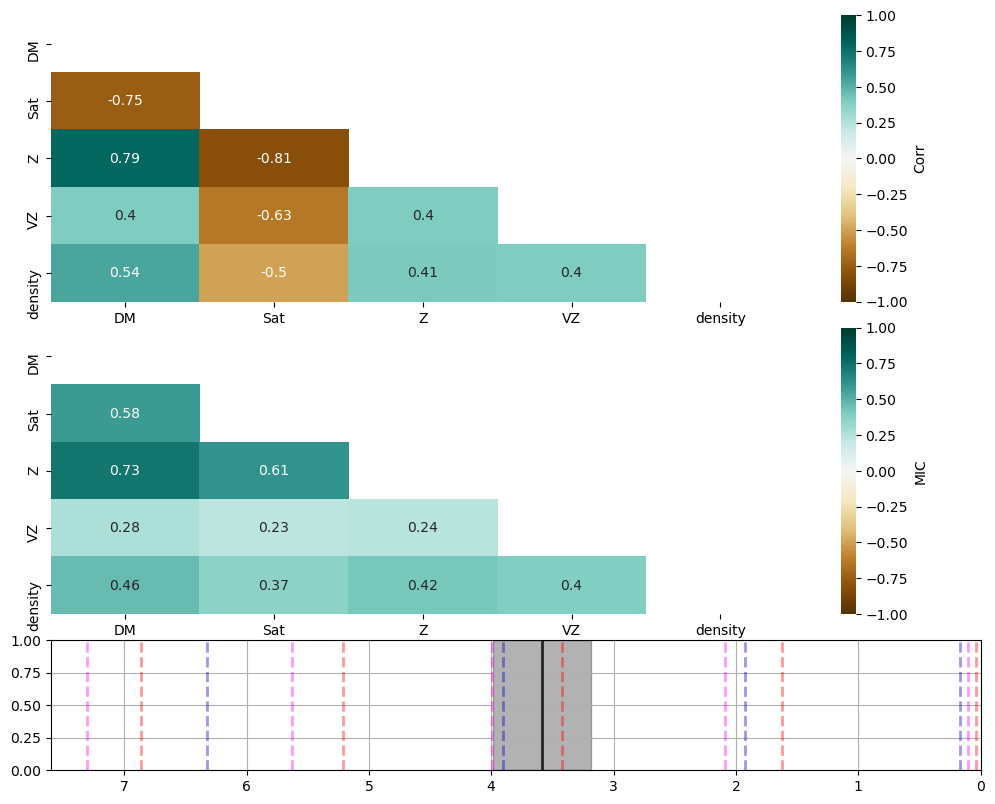 DM
Sat
Z
VZ
density
-0.75
0.79 -0.81
0.4 -0.63 0.4
0.54 -0.5 0.41 0.4
DM Sat Z VZ density
1.00
0.75
0.50
0.25
0.00
−0.25
−0.50
−0.75
−1.00
Corr
DM
Sat
Z
VZ
density
0.58
0.73 0.61
0.28 0.23 0.24
0.46 0.37 0.42 0.4
DM Sat Z VZ density
1.00
0.75
0.50
0.25
0.00
−0.25
−0.50
−0.75
−1.00
MIC
1.00
0.75
0.50
0.25
0.00
7 6 5 4 3 2 1 0